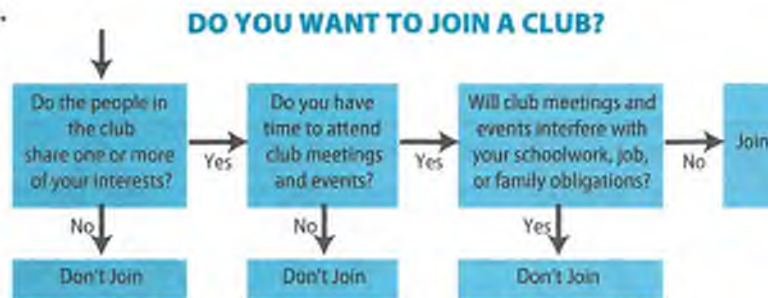 DO YOU WANT TO JOIN A CLUB?
Do the people in
the club
share one or more
of your interests?
Yes
Do you have
time to attend
club meetings
and events?
Yes
Will club meetings and
events interfere with
your schoolwork, job,
or family obligations?
No
Join
No
Don't Join
No
Don't Join
Yes
Don't Join